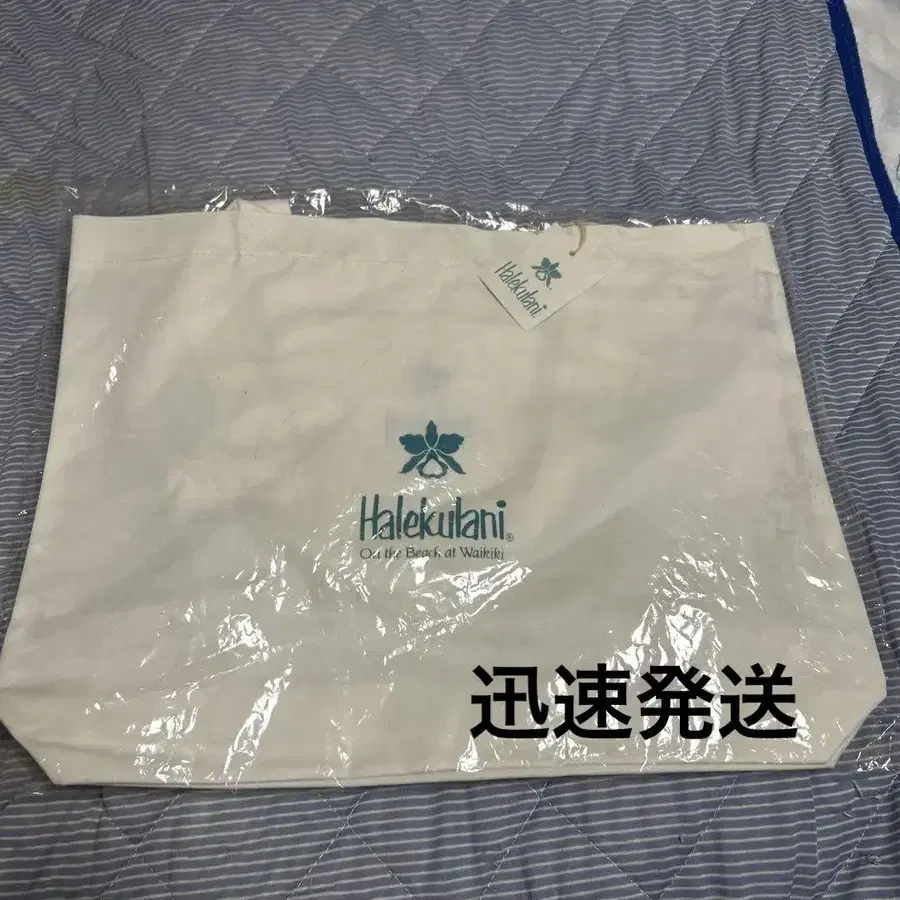 Halekulani.
Halekulani®
On the Beach at Waikiki
迅速発送